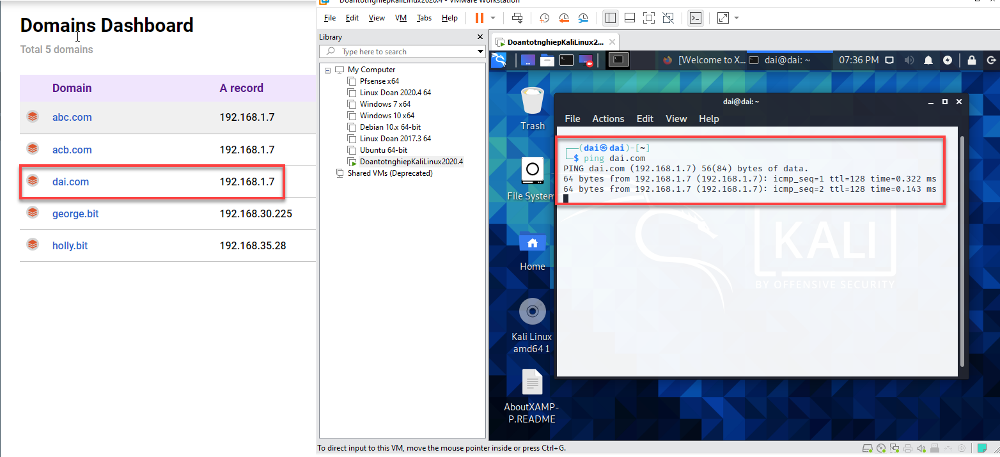 Domains Dashboard
Total 5 domains
Domain A record
abc.com 192.168.1.7
acb.com 192.168.1.7
dai.com 192.168.1.7
george.bit 192.168.30.225
holly.bit 192.168.35.28
DoantotnghiepKaliLinux2020.4 - VMware Workstation
File Edit View VM Tabs Help
Library
Type here to search
My Computer
Pfsense x64
Linux Doan 2020.4 64
Windows 7 x64
Windows 10 x64
Debian 10.x 64-bit
Linux Doan 2017.3 64
Ubuntu 64-bit
DoantotnghiepKaliLinux2020.4
Shared VMs (Deprecated)
DoantotnghiepKaliLinux2...
[Welcome to X... dai@dai: ~ 07:36 PM
Trash
File System
Home
Kali Linux
amd64 1
AboutXAMP-
P.README
dai@dai: ~
File Actions Edit View Help
┌──(dai㉿dai)-[~]
└─$ ping dai.com
PING dai.com (192.168.1.7) 56(84) bytes of data.
64 bytes from 192.168.1.7 (192.168.1.7): icmp_seq=1 ttl=128 time=0.322 ms
64 bytes from 192.168.1.7 (192.168.1.7): icmp_seq=2 ttl=128 time=0.143 ms
KALI
BY OFFENSIVE SECURITY
To direct input to this VM, move the mouse pointer inside or press Ctrl+G.